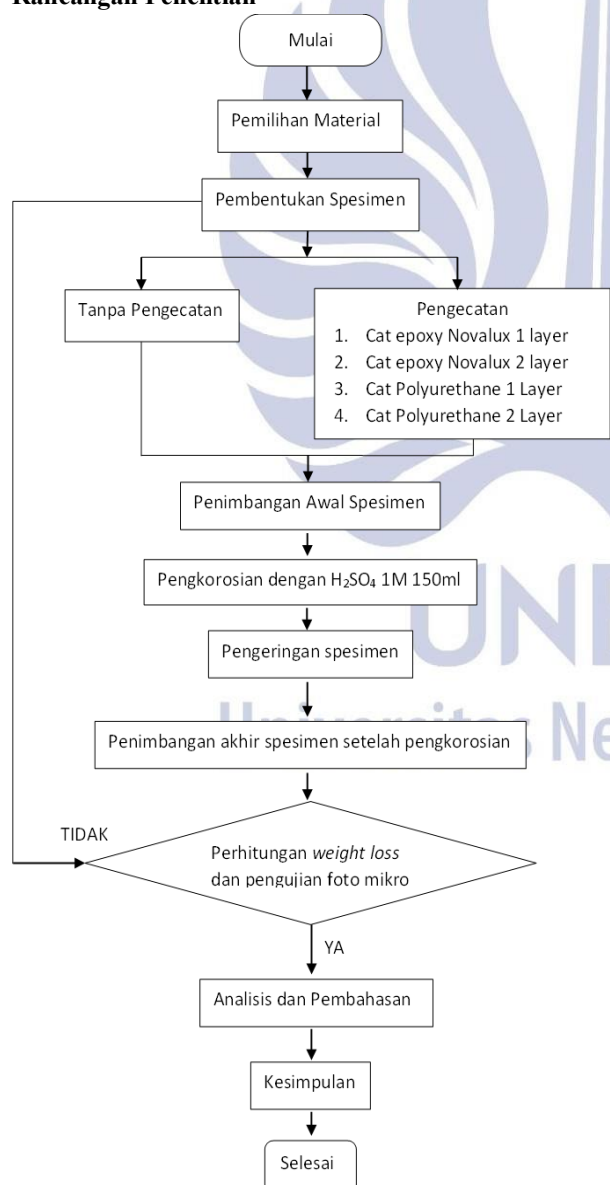 Rancangan Penelitian
Mulai
Pemilihan Material
Pembentukan Spesimen
Tanpa Pengecatan
Pengecatan
1. Cat epoxy Novalux 1 layer
2. Cat epoxy Novalux 2 layer
3. Cat Polyurethane 1 Layer
4. Cat Polyurethane 2 Layer
Penimbangan Awal Spesimen
Pengkorosian dengan H₂SO₄ 1M 150ml
Pengeringan spesimen
Penimbangan akhir spesimen setelah pengkorosian
TIDAK
Perhitungan weight loss
dan pengujian foto mikro
YA
Analisis dan Pembahasan
Kesimpulan
Selesai
UNE
Universitas Ne